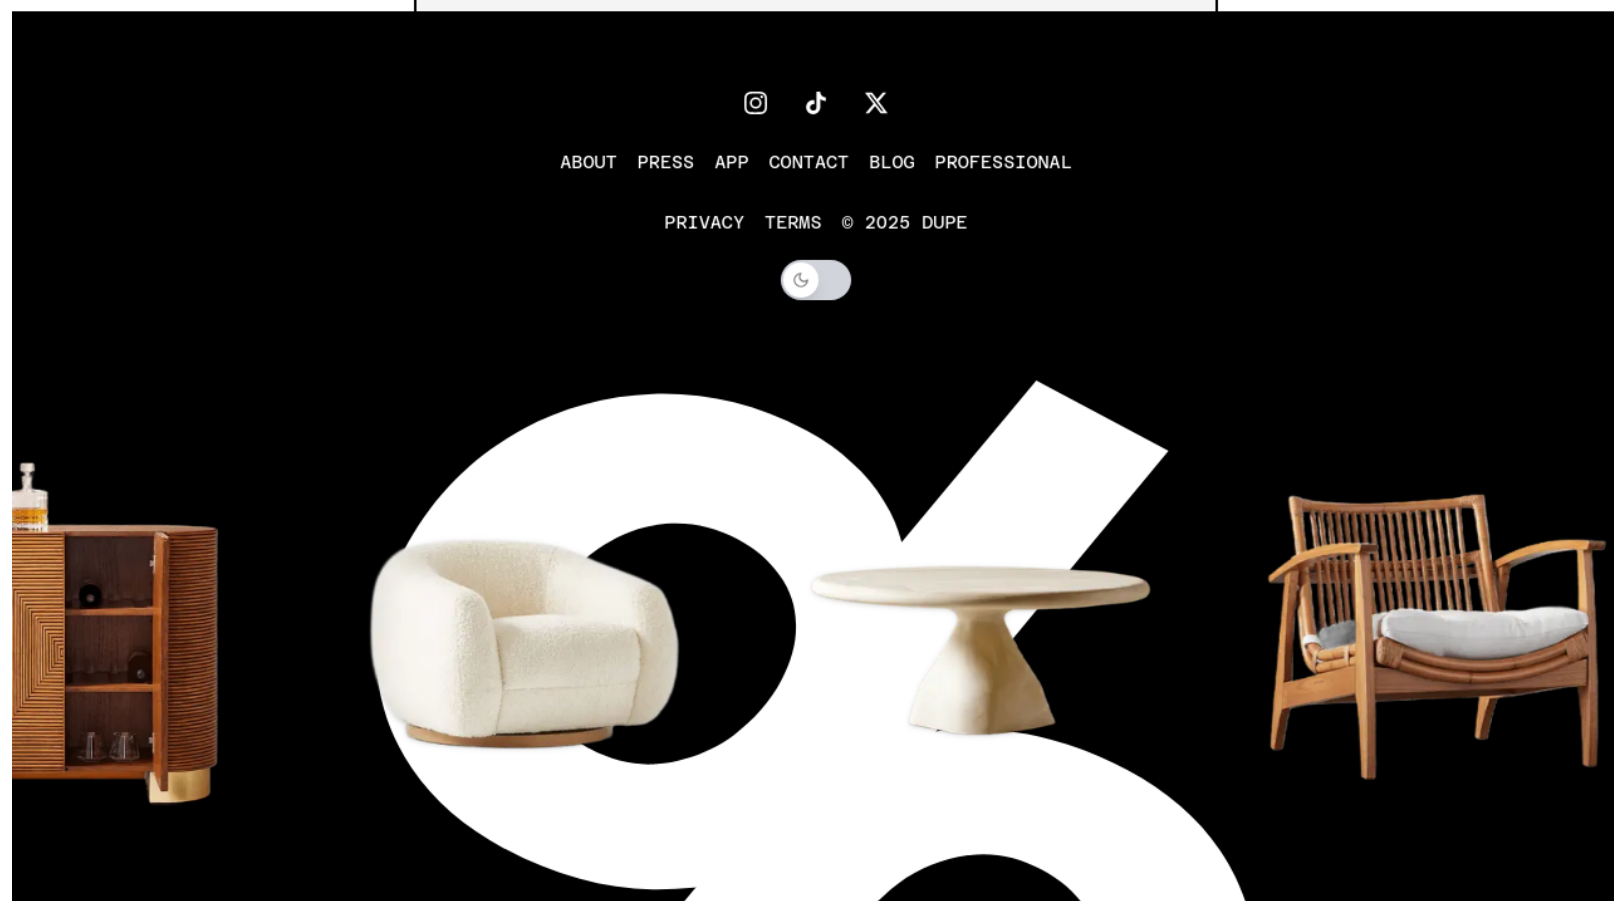 ABOUT PRESS APP CONTACT BLOG PROFESSIONAL
PRIVACY TERMS © 2025 DUPE